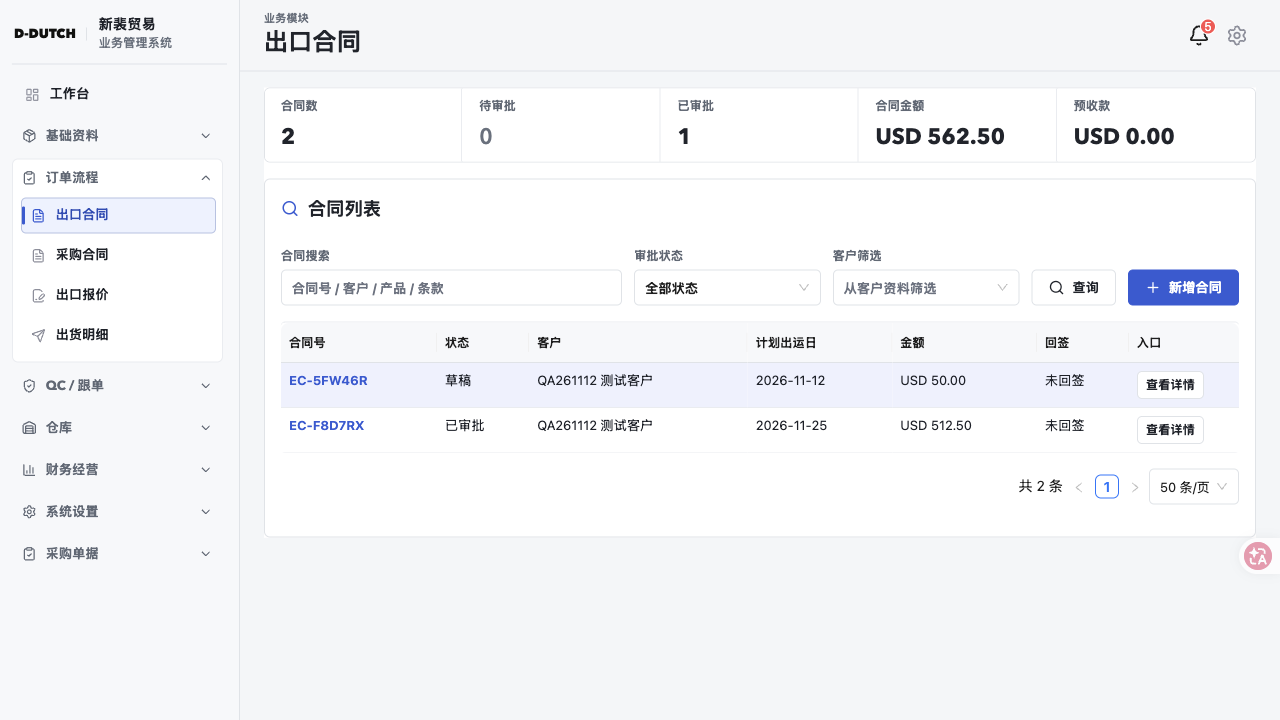 D-DUTCH
新裴贸易
业务管理系统
工作台
基础资料
订单流程
出口合同
采购合同
出口报价
出货明细
QC / 跟单
仓库
财务经营
系统设置
采购单据
业务模块
出口合同
5
合同数
2
待审批
0
已审批
1
合同金额
USD 562.50
预收款
USD 0.00
合同列表
合同搜索
合同号 / 客户 / 产品 / 条款
审批状态
全部状态
客户筛选
从客户资料筛选
查询
新增合同
合同号 状态 客户 计划出运日 金额 回签 入口
EC-5FW46R 草稿 QA261112 测试客户 2026-11-12 USD 50.00 未回签 查看详情
EC-F8D7RX 已审批 QA261112 测试客户 2026-11-25 USD 512.50 未回签 查看详情
共 2 条 < 1 > 50 条/页